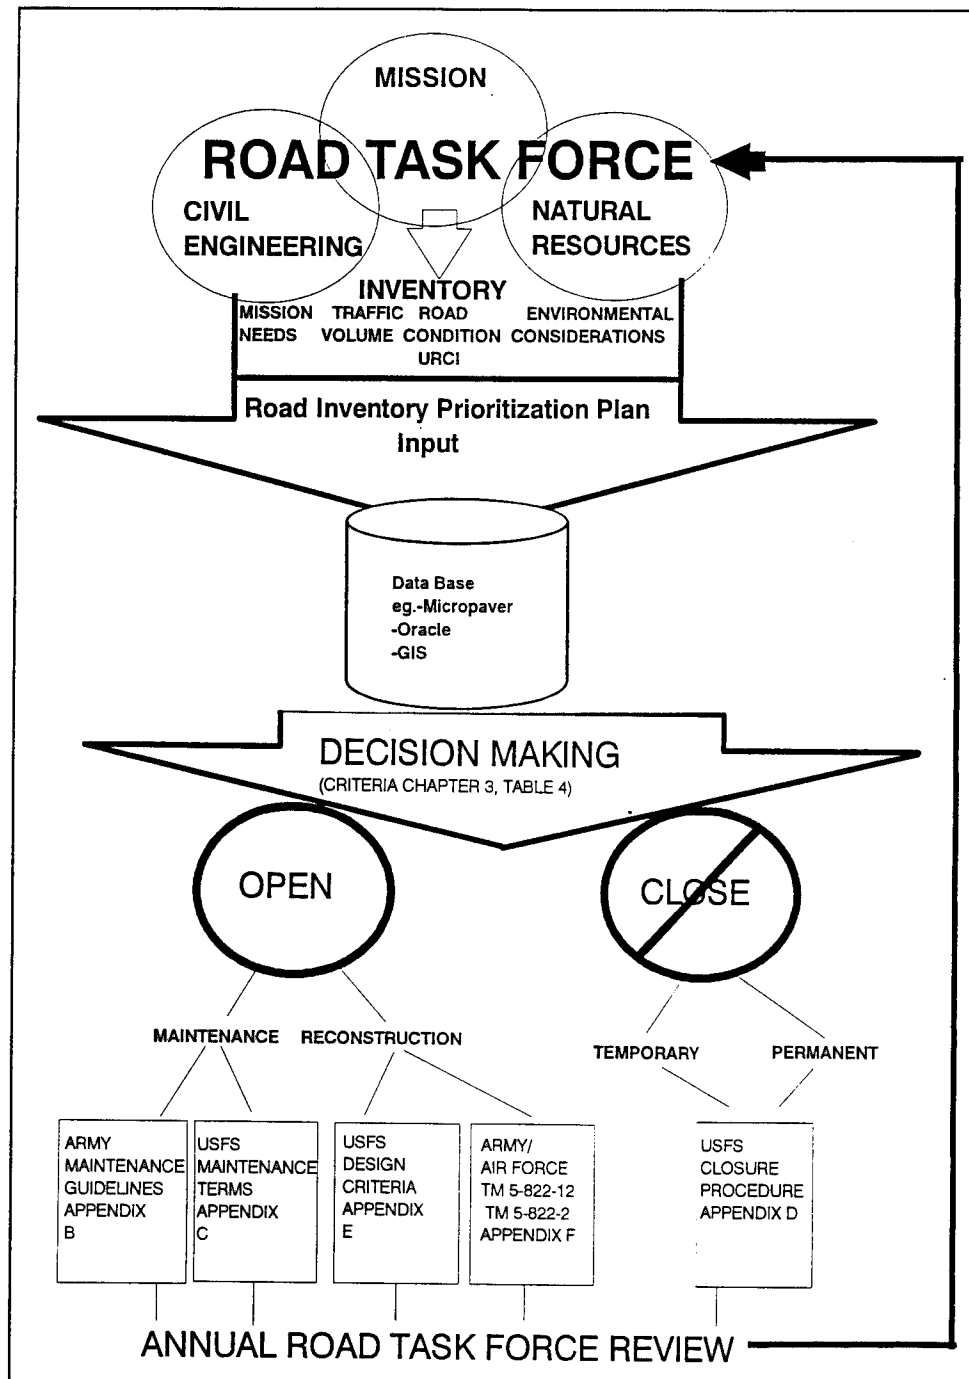 MISSION
ROAD TASK FORCE
CIVIL
ENGINEERING
NATURAL
RESOURCES
INVENTORY
MISSION TRAFFIC ROAD ENVIRONMENTAL
NEEDS VOLUME CONDITION CONSIDERATIONS
URCI
Road Inventory Prioritization Plan
Input
Data Base
eg.-Micropaver
-Oracle
-GIS
DECISION MAKING
(CRITERIA CHAPTER 3, TABLE 4)
OPEN
CLOSE
MAINTENANCE
RECONSTRUCTION
TEMPORARY
PERMANENT
ARMY
MAINTENANCE
GUIDELINES
APPENDIX
B
USFS
MAINTENANCE
TERMS
APPENDIX
C
USFS
DESIGN
CRITERIA
APPENDIX
E
ARMY/
AIR FORCE
TM 5-822-12
TM 5-822-2
APPENDIX F
USFS
CLOSURE
PROCEDURE
APPENDIX D
ANNUAL ROAD TASK FORCE REVIEW